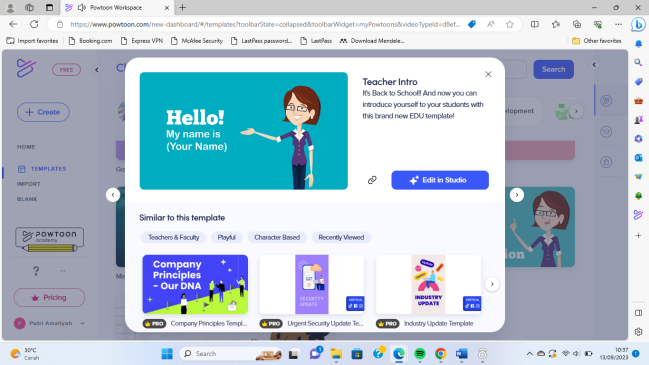 Powtoon Workspace
https://www.powtoon.com/new-dashboard/#/templates?toolbarState=collapsed&toolbarWidget=myPowtoons&videoTypeId=d8ef...
Import favorites
Booking.com
Express VPN
McAfee Security
LastPass password...
LastPass
Download Mendele...
Other favorites
FREE
Search
Create
HOME
TEMPLATES
IMPORT
BLANK
POWTOON
academy
Pricing
Putri Ameliyah
Teacher Intro
It's Back to School!! And now you can
introduce yourself to your students with
this brand new EDU template!
Hello!
My name is
(Your Name)
Edit in Studio
Similar to this template
Teachers & Faculty
Playful
Character Based
Recently Viewed
Company
Principles
- Our DNA
SECURITY
UPDATE
INDUSTRY
UPDATE
PRO
Company Principles Templ...
PRO
Urgent Security Update Te...
PRO
Industry Update Template
30°C
Cerah
Search
10:37
13/09/2023